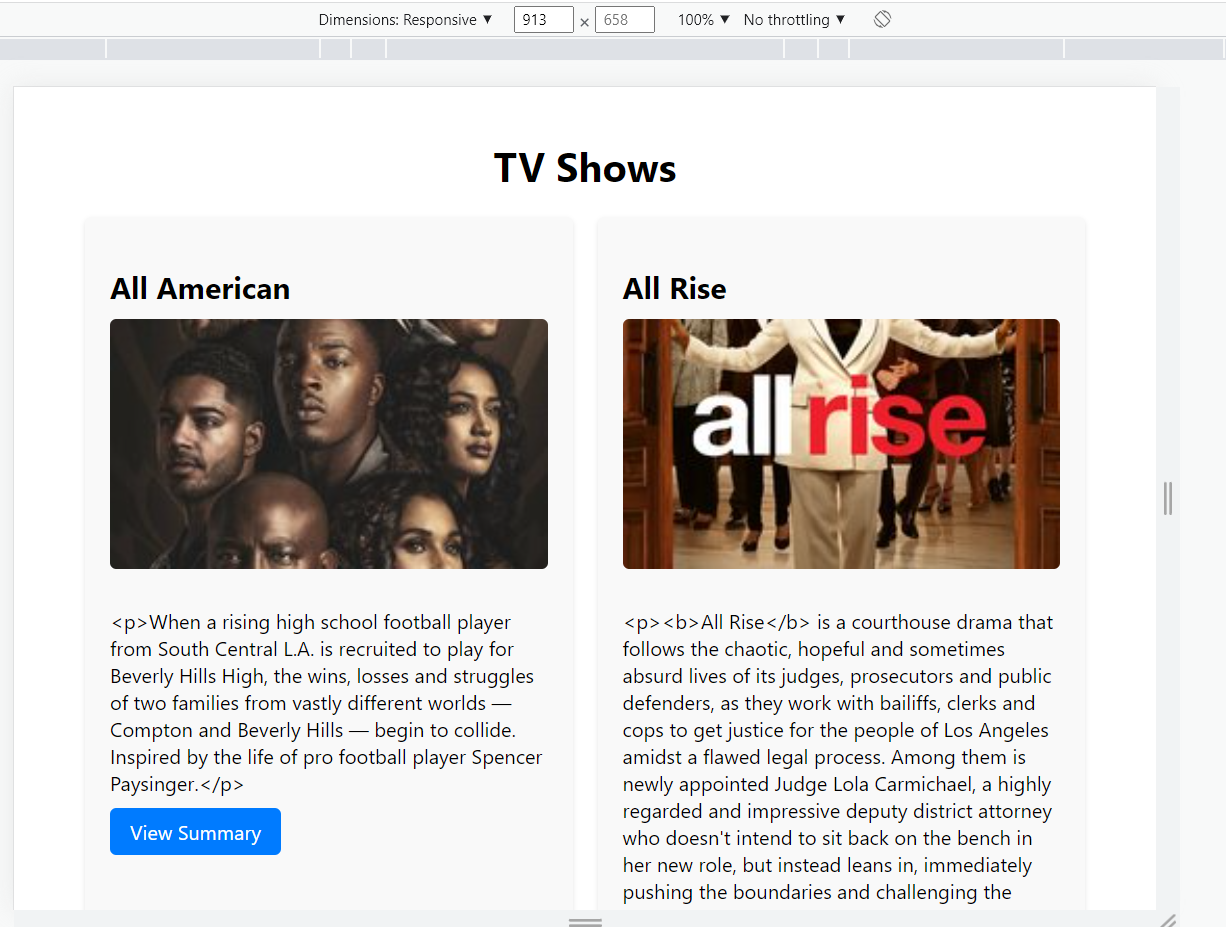 Dimensions: Responsive ▼ 913 × 658 100% ▼ No throttling ▼
TV Shows
All American
<p>When a rising high school football player
from South Central L.A. is recruited to play for
Beverly Hills High, the wins, losses and struggles
of two families from vastly different worlds —
Compton and Beverly Hills — begin to collide.
Inspired by the life of pro football player Spencer
Paysinger.</p>
View Summary
All Rise
all rise
<p><b>All Rise</b> is a courthouse drama that
follows the chaotic, hopeful and sometimes
absurd lives of its judges, prosecutors and public
defenders, as they work with bailiffs, clerks and
cops to get justice for the people of Los Angeles
amidst a flawed legal process. Among them is
newly appointed Judge Lola Carmichael, a highly
regarded and impressive deputy district attorney
who doesn't intend to sit back on the bench in
her new role, but instead leans in, immediately
pushing the boundaries and challenging the